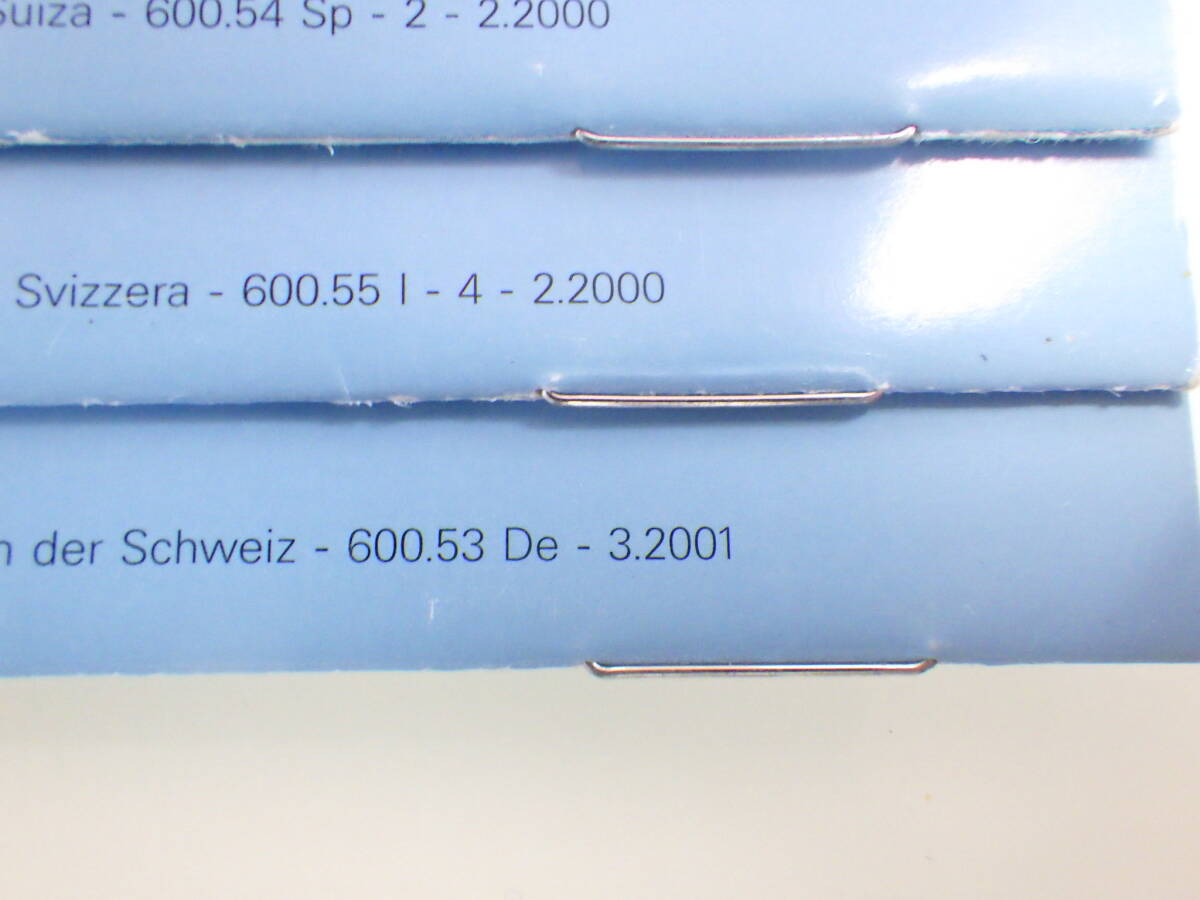 Suiza - 600.54 Sp - 2 - 2.2000
Svizzera - 600.55 I - 4 - 2.2000
der Schweiz - 600.53 De - 3.2001